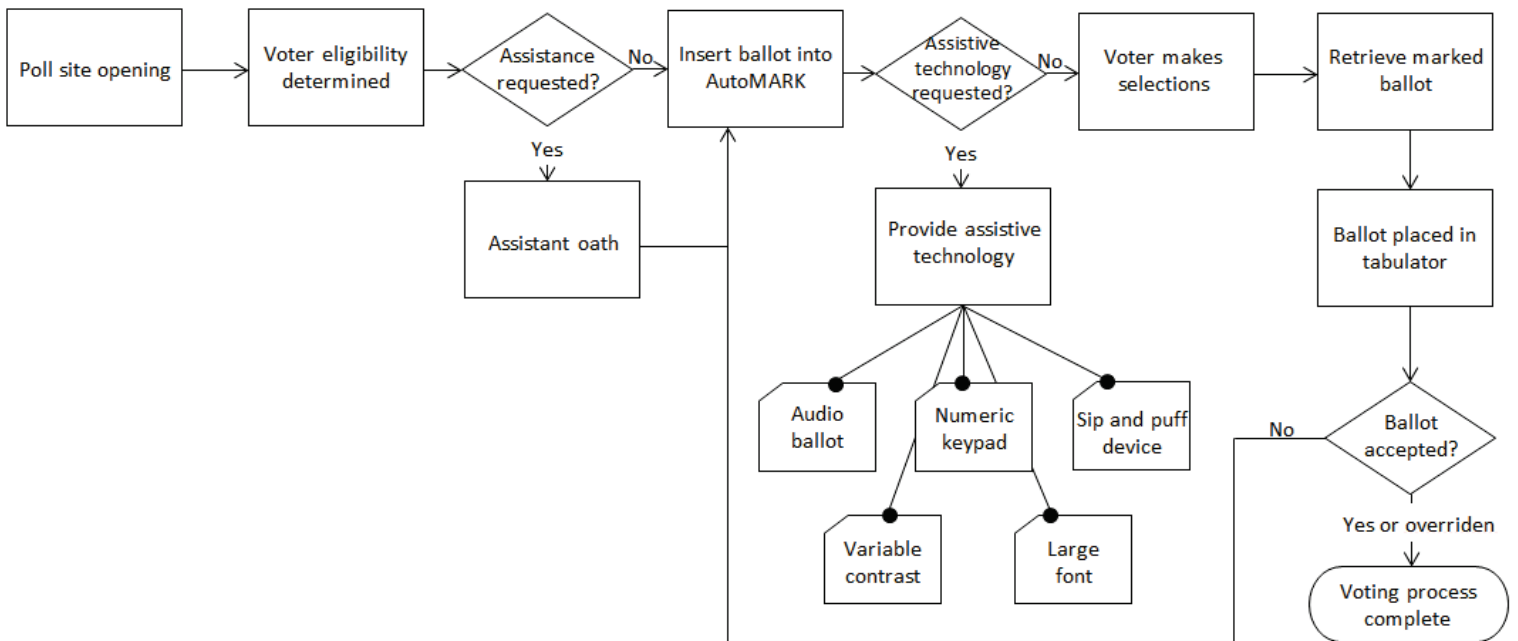 Poll site opening
Voter eligibility
determined
Assistance
requested?
No
Insert ballot into
AutoMARK
Assistive
technology
requested?
No
Voter makes
selections
Retrieve marked
ballot
Yes
Assistant oath
Yes
Provide assistive
technology
Ballot placed in
tabulator
Audio
ballot
Numeric
keypad
Sip and puff
device
Variable
contrast
Large
font
No
Ballot
accepted?
Yes or overriden
Voting process
complete